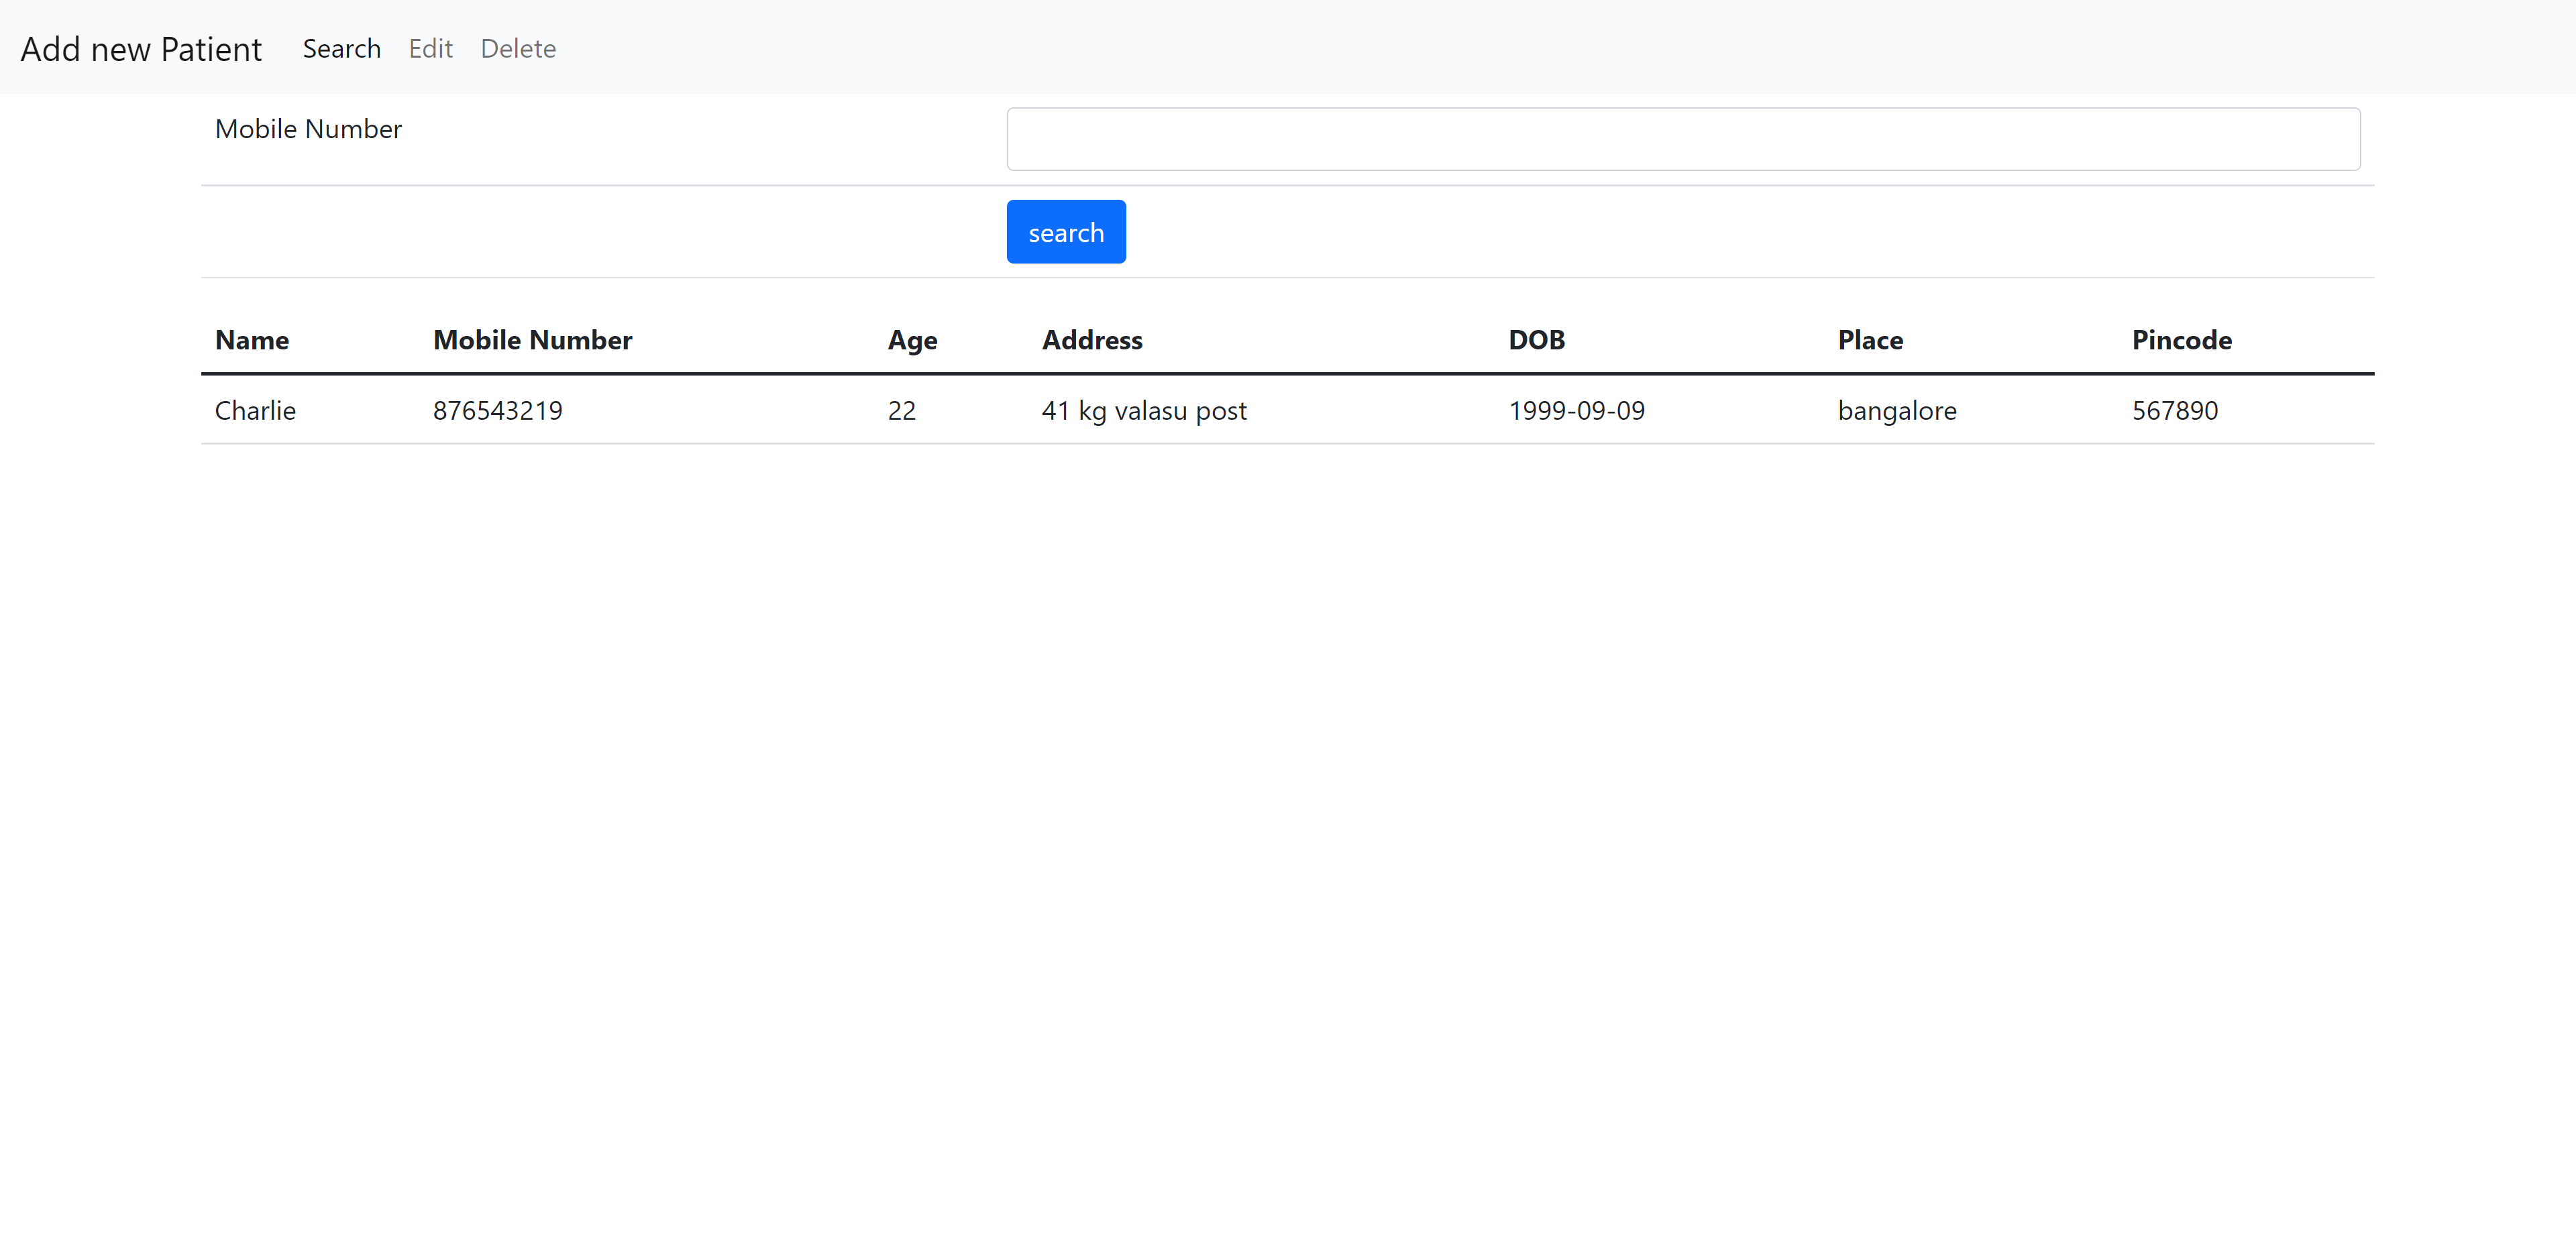 Add new Patient Search Edit Delete
Mobile Number
search
Name Mobile Number Age Address DOB Place Pincode
Charlie 876543219 22 41 kg valasu post 1999-09-09 bangalore 567890